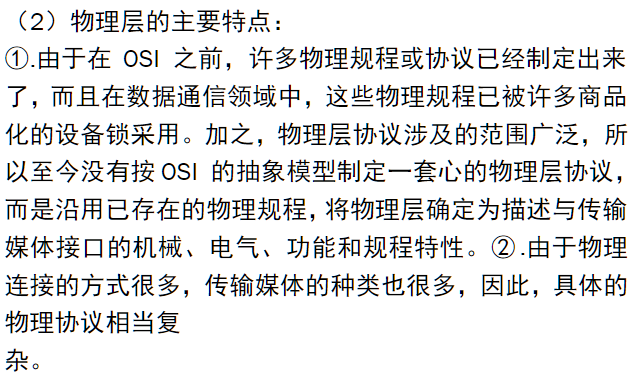 （2）物理层的主要特点：
①.由于在 OSI 之前，许多物理规程或协议已经制定出来
了，而且在数据通信领域中，这些物理规程已被许多商品
化的设备锁采用。加之，物理层协议涉及的范围广泛，所
以至今没有按 OSI 的抽象模型制定一套心的物理层协议，
而是沿用已存在的物理规程，将物理层确定为描述与传输
媒体接口的机械、电气、功能和规程特性。②.由于物理
连接的方式很多，传输媒体的种类也很多，因此，具体的
物理协议相当复
杂。